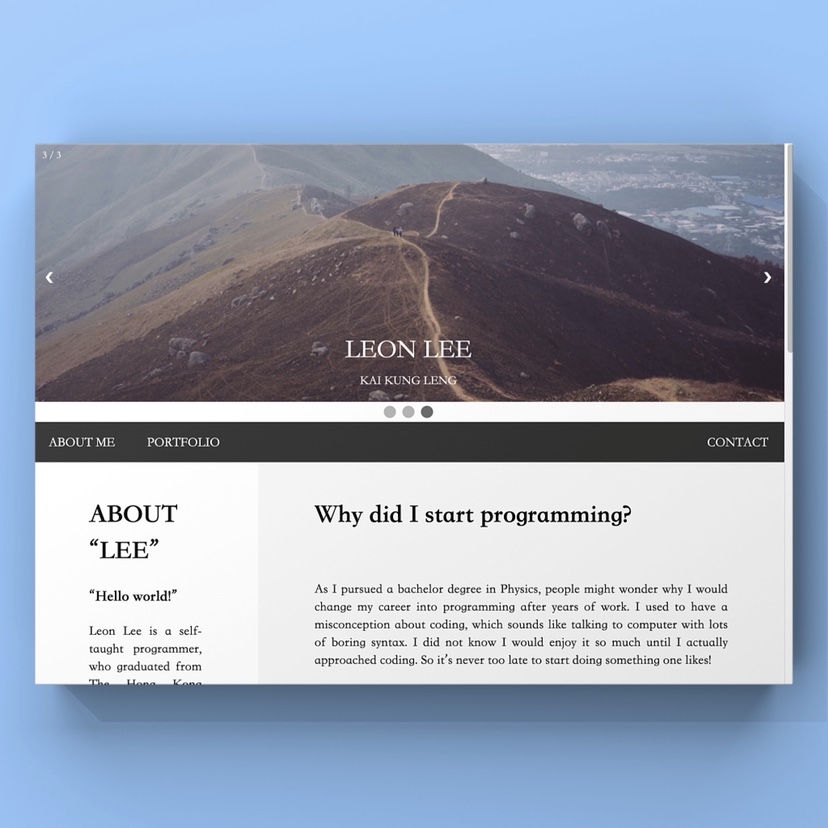 3 / 3
❮ ❯
LEON LEE
KAI KUNG LENG
ABOUT ME PORTFOLIO CONTACT
ABOUT
“LEE”
“Hello world!”
Leon Lee is a self-
taught programmer,
who graduated from
The Hong Kong
Why did I start programming?
As I pursued a bachelor degree in Physics, people might wonder why I would
change my career into programming after years of work. I used to have a
misconception about coding, which sounds like talking to computer with lots
of boring syntax. I did not know I would enjoy it so much until I actually
approached coding. So it’s never too late to start doing something one likes!